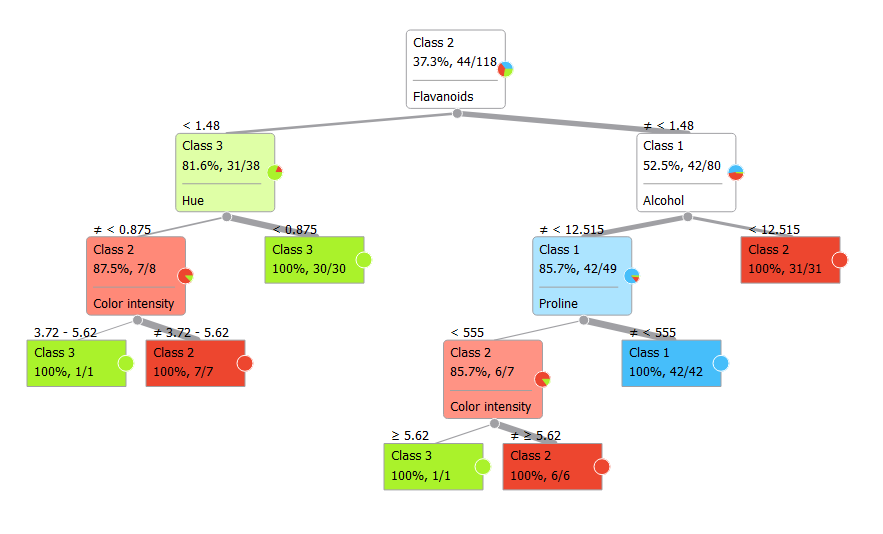 Class 2
37.3%, 44/118
Flavanoids
< 1.48
≠ < 1.48
Class 3
81.6%, 31/38
Hue
Class 1
52.5%, 42/80
Alcohol
≠ < 0.875
< 0.875
≠ < 12.515
< 12.515
Class 2
87.5%, 7/8
Color intensity
Class 3
100%, 30/30
Class 1
85.7%, 42/49
Proline
Class 2
100%, 31/31
3.72 - 5.62
≠ 3.72 - 5.62
< 555
≠ < 555
Class 3
100%, 1/1
Class 2
100%, 7/7
Class 2
85.7%, 6/7
Color intensity
Class 1
100%, 42/42
≥ 5.62
≠ ≥ 5.62
Class 3
100%, 1/1
Class 2
100%, 6/6